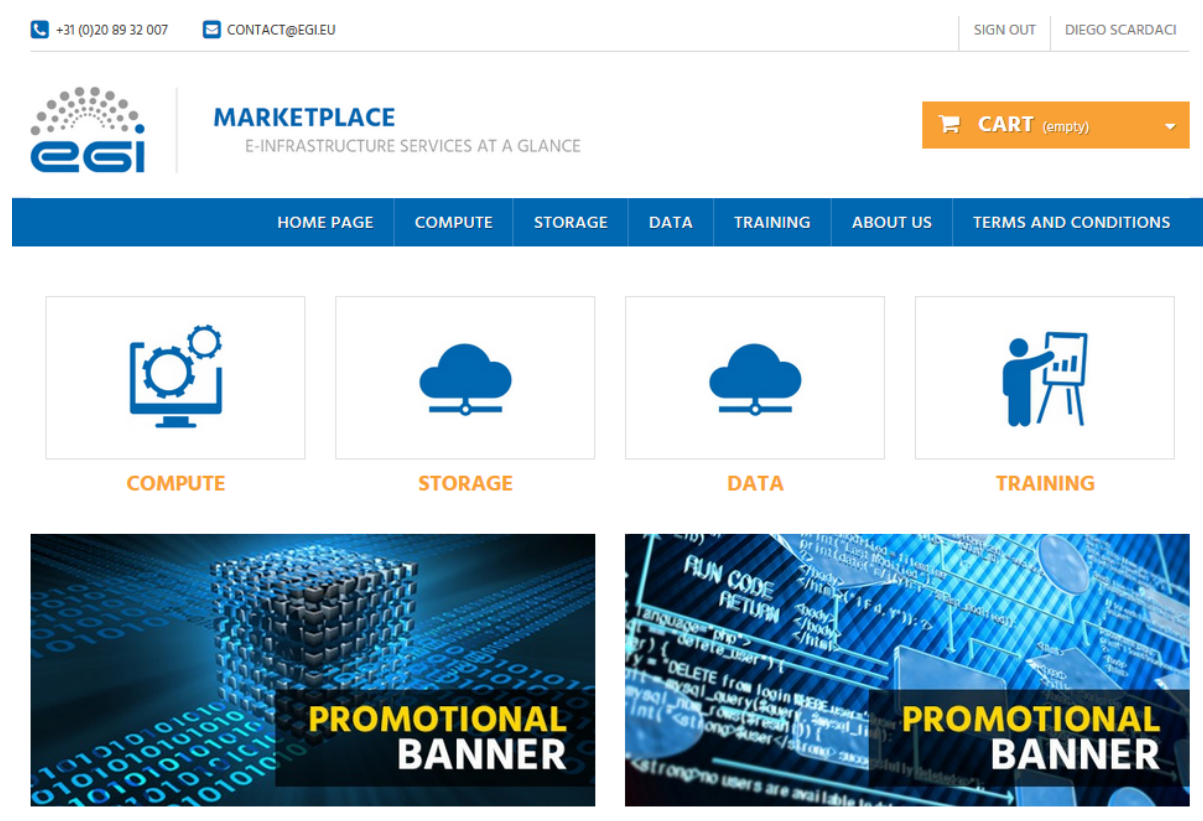 +31 (0)20 89 32 007 CONTACT@EGI.EU SIGN OUT DIEGO SCARDACI
egi
MARKETPLACE
E-INFRASTRUCTURE SERVICES AT A GLANCE
CART (empty)
HOME PAGE COMPUTE STORAGE DATA TRAINING ABOUT US TERMS AND CONDITIONS
COMPUTE STORAGE DATA TRAINING
PROMOTIONAL
BANNER
RUN CODE
RETURN
PROMOTIONAL
BANNER